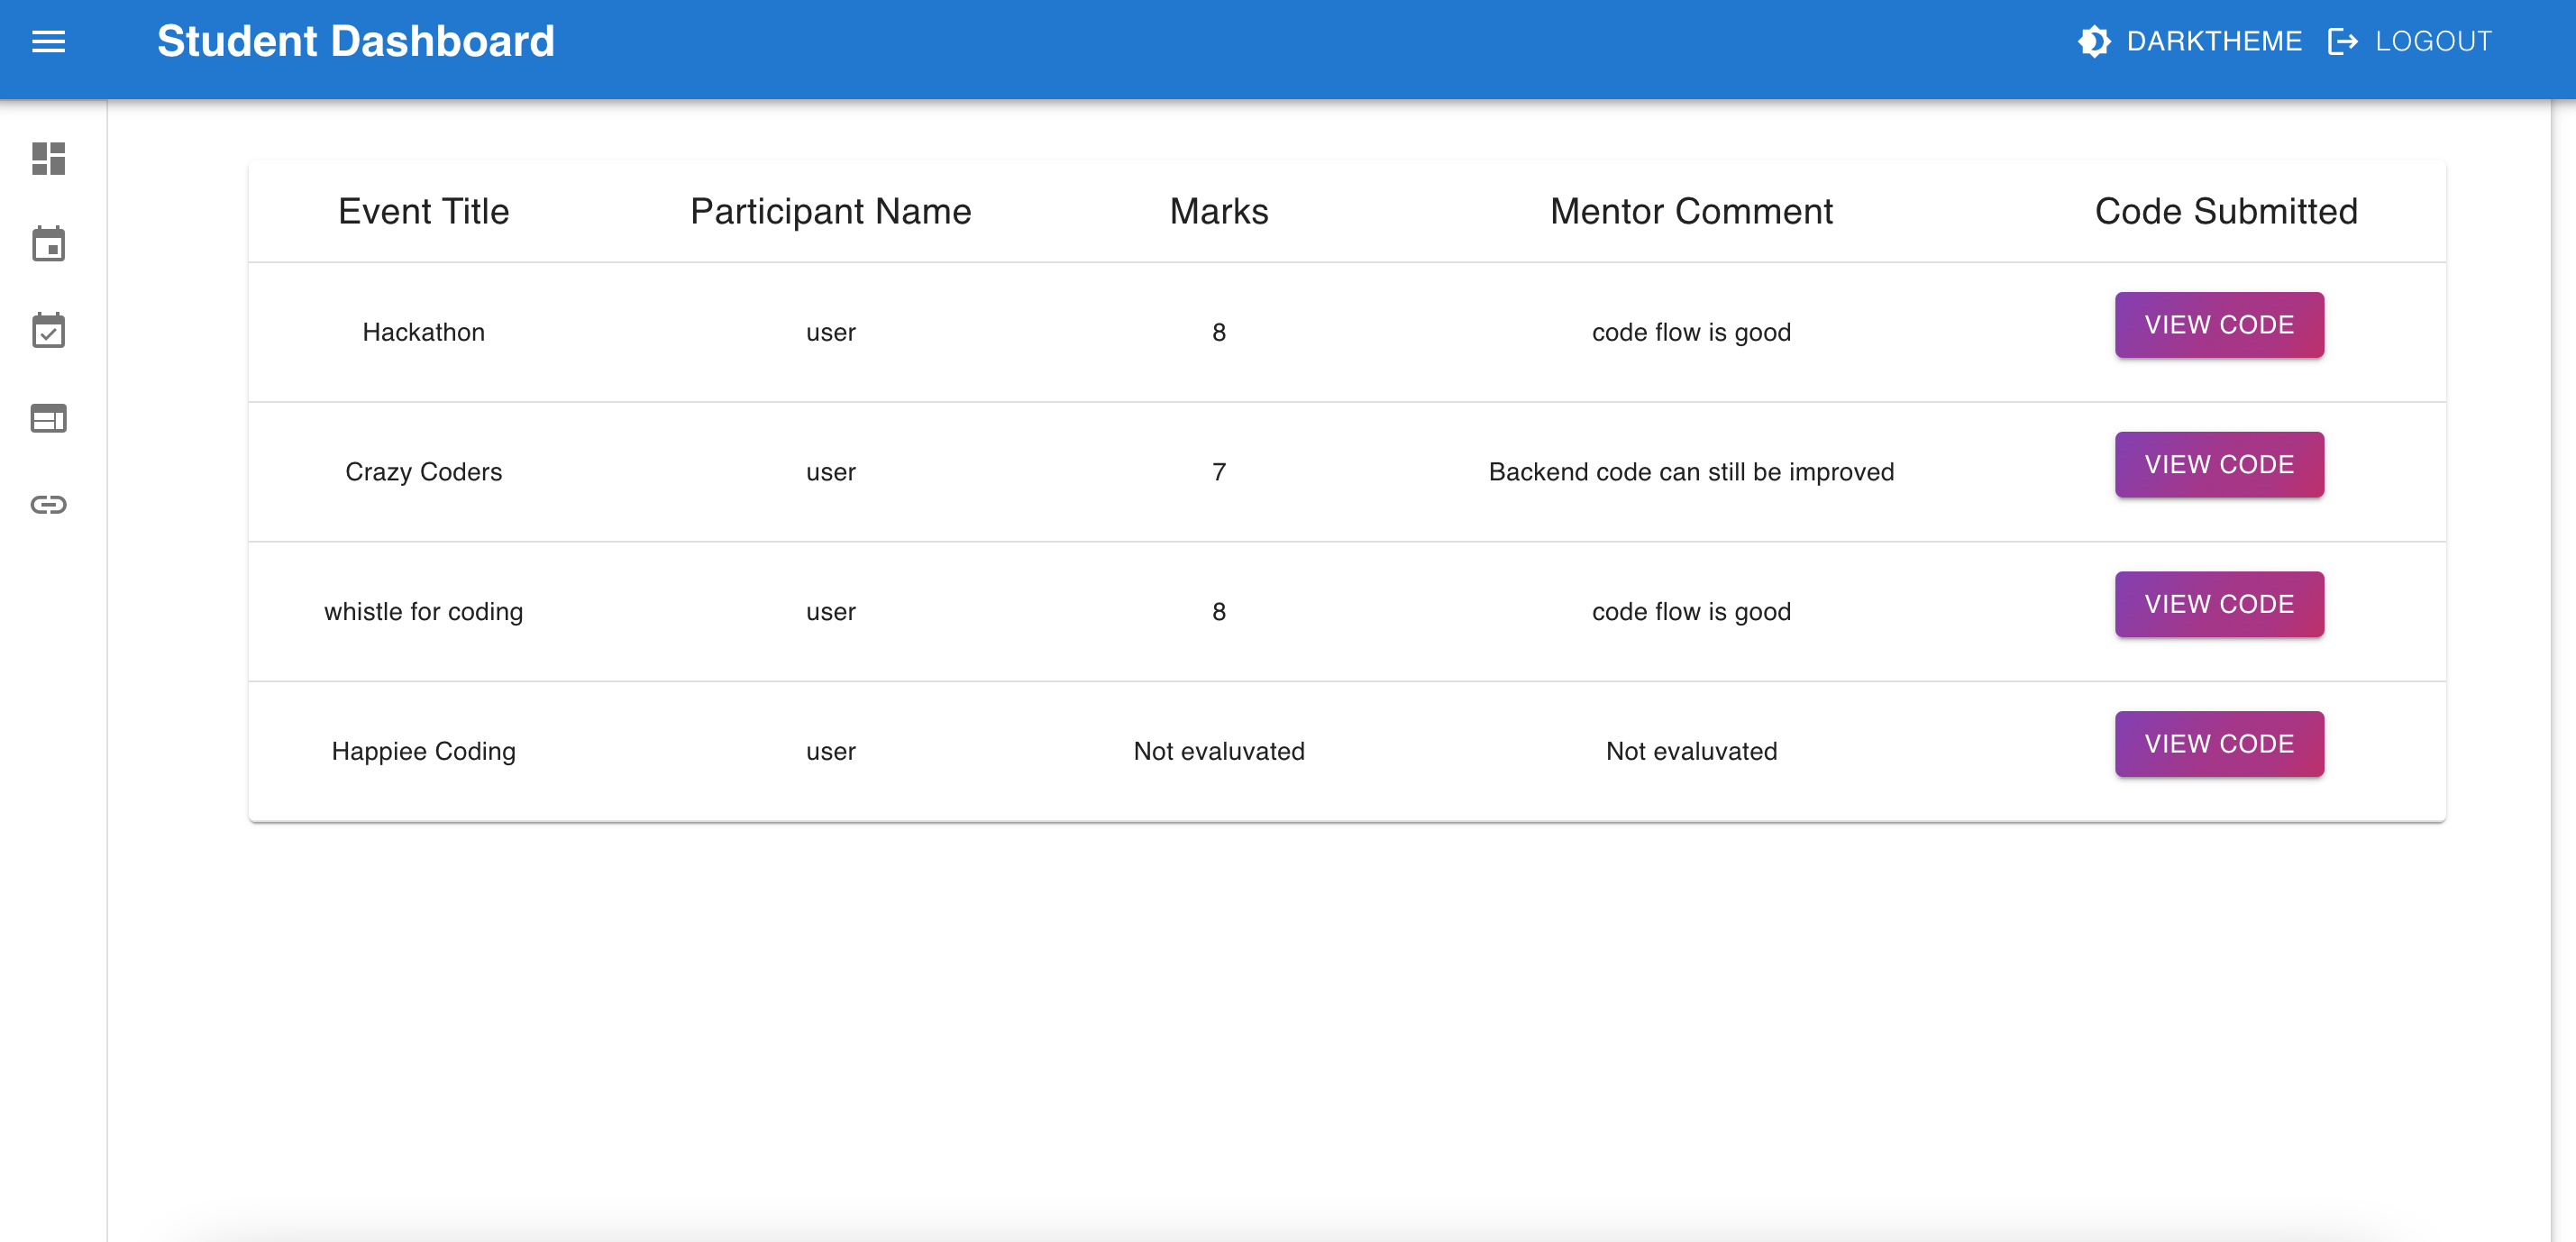 Student Dashboard DARKTHEME LOGOUT
Event Title Participant Name Marks Mentor Comment Code Submitted
Hackathon user 8 code flow is good VIEW CODE
Crazy Coders user 7 Backend code can still be improved VIEW CODE
whistle for coding user 8 code flow is good VIEW CODE
Happiee Coding user Not evaluvated Not evaluvated VIEW CODE